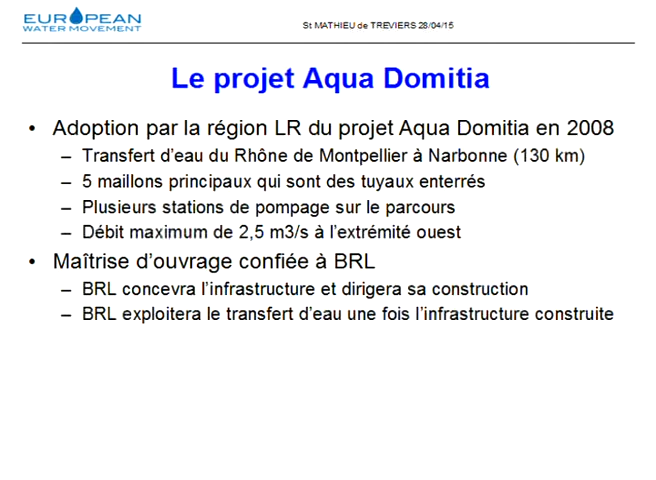 EUROPEAN
WATER MOVEMENT
St MATHIEU de TREVIERS 28/04/15
Le projet Aqua Domitia
• Adoption par la région LR du projet Aqua Domitia en 2008
– Transfert d’eau du Rhône de Montpellier à Narbonne (130 km)
– 5 maillons principaux qui sont des tuyaux enterrés
– Plusieurs stations de pompage sur le parcours
– Débit maximum de 2,5 m3/s à l’extrémité ouest
• Maîtrise d’ouvrage confiée à BRL
– BRL concevra l’infrastructure et dirigera sa construction
– BRL exploitera le transfert d’eau une fois l’infrastructure construite